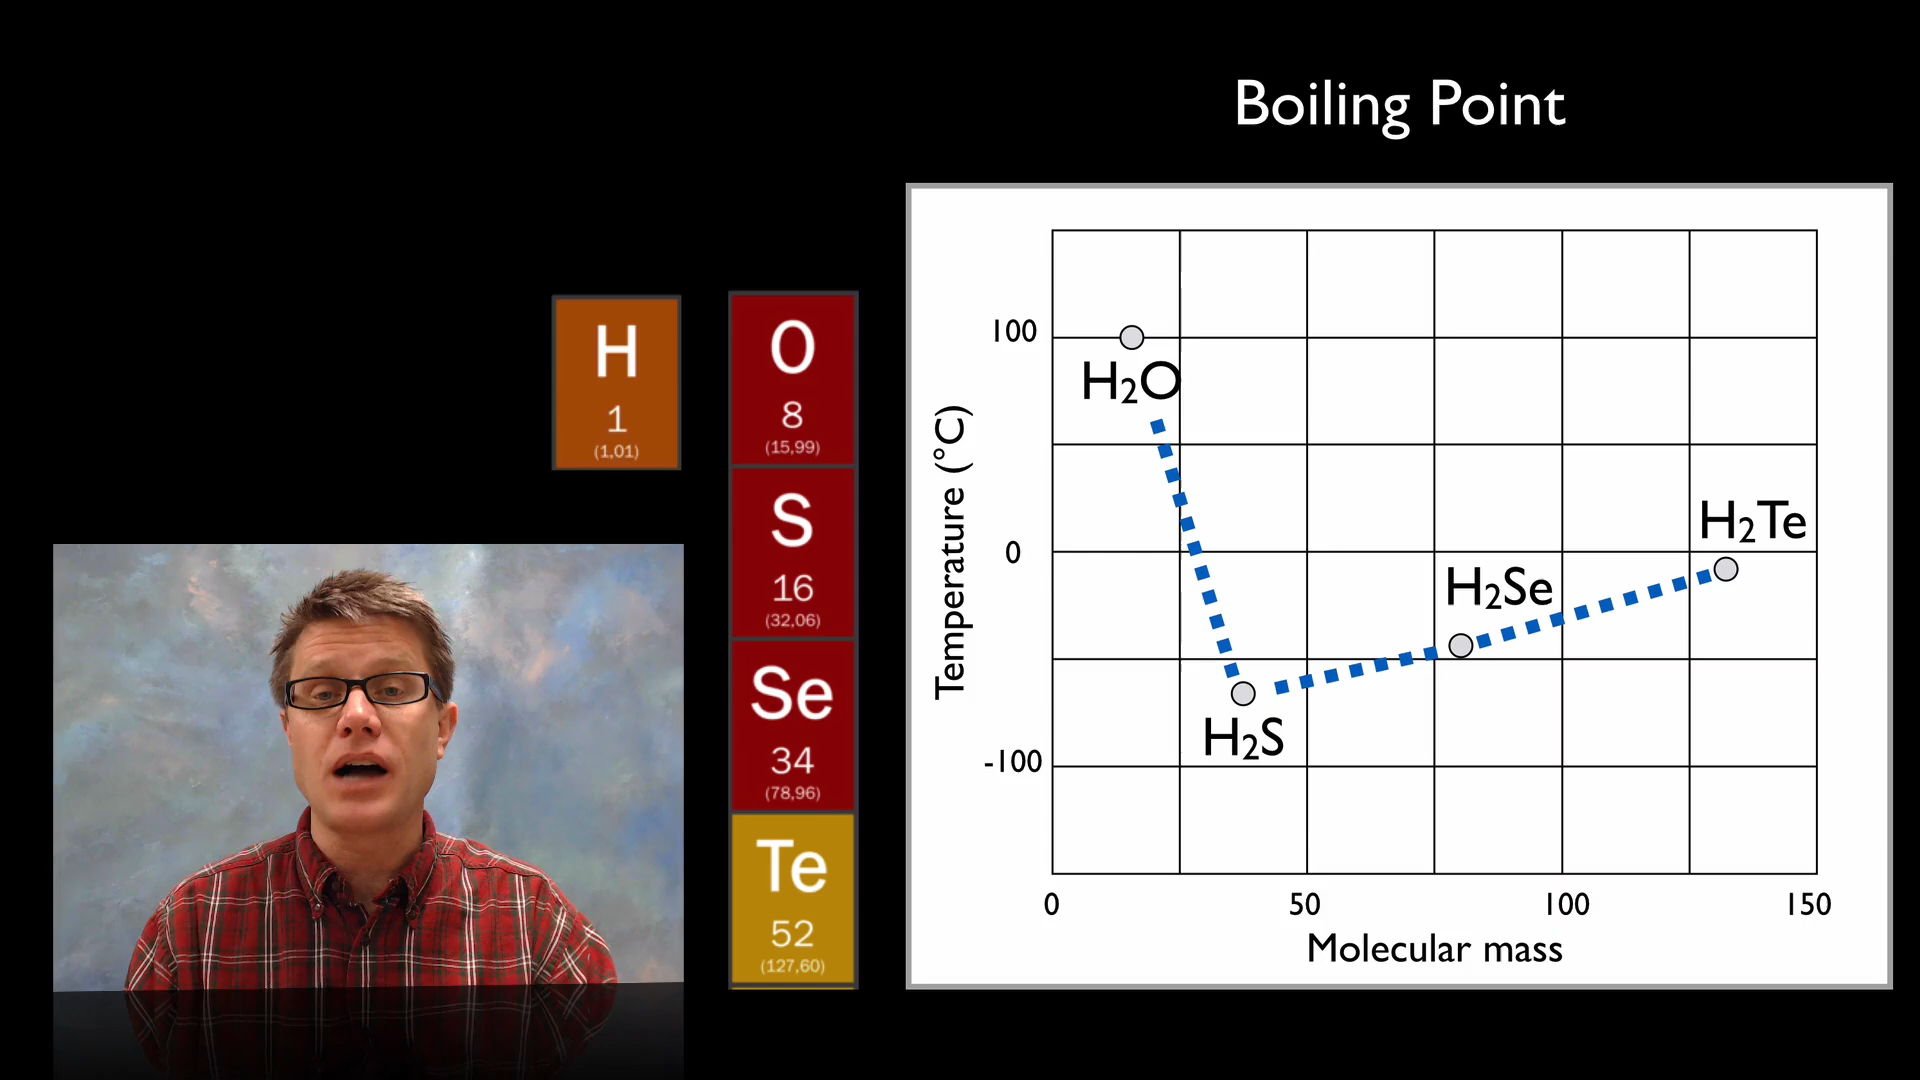 Boiling Point
H
1
(1,01)
O
8
(15,99)
S
16
(32,06)
Se
34
(78,96)
Te
52
(127,60)
Temperature (°C)
100
0
-100
H₂O
H₂S
H₂Se
H₂Te
0 50 100 150
Molecular mass